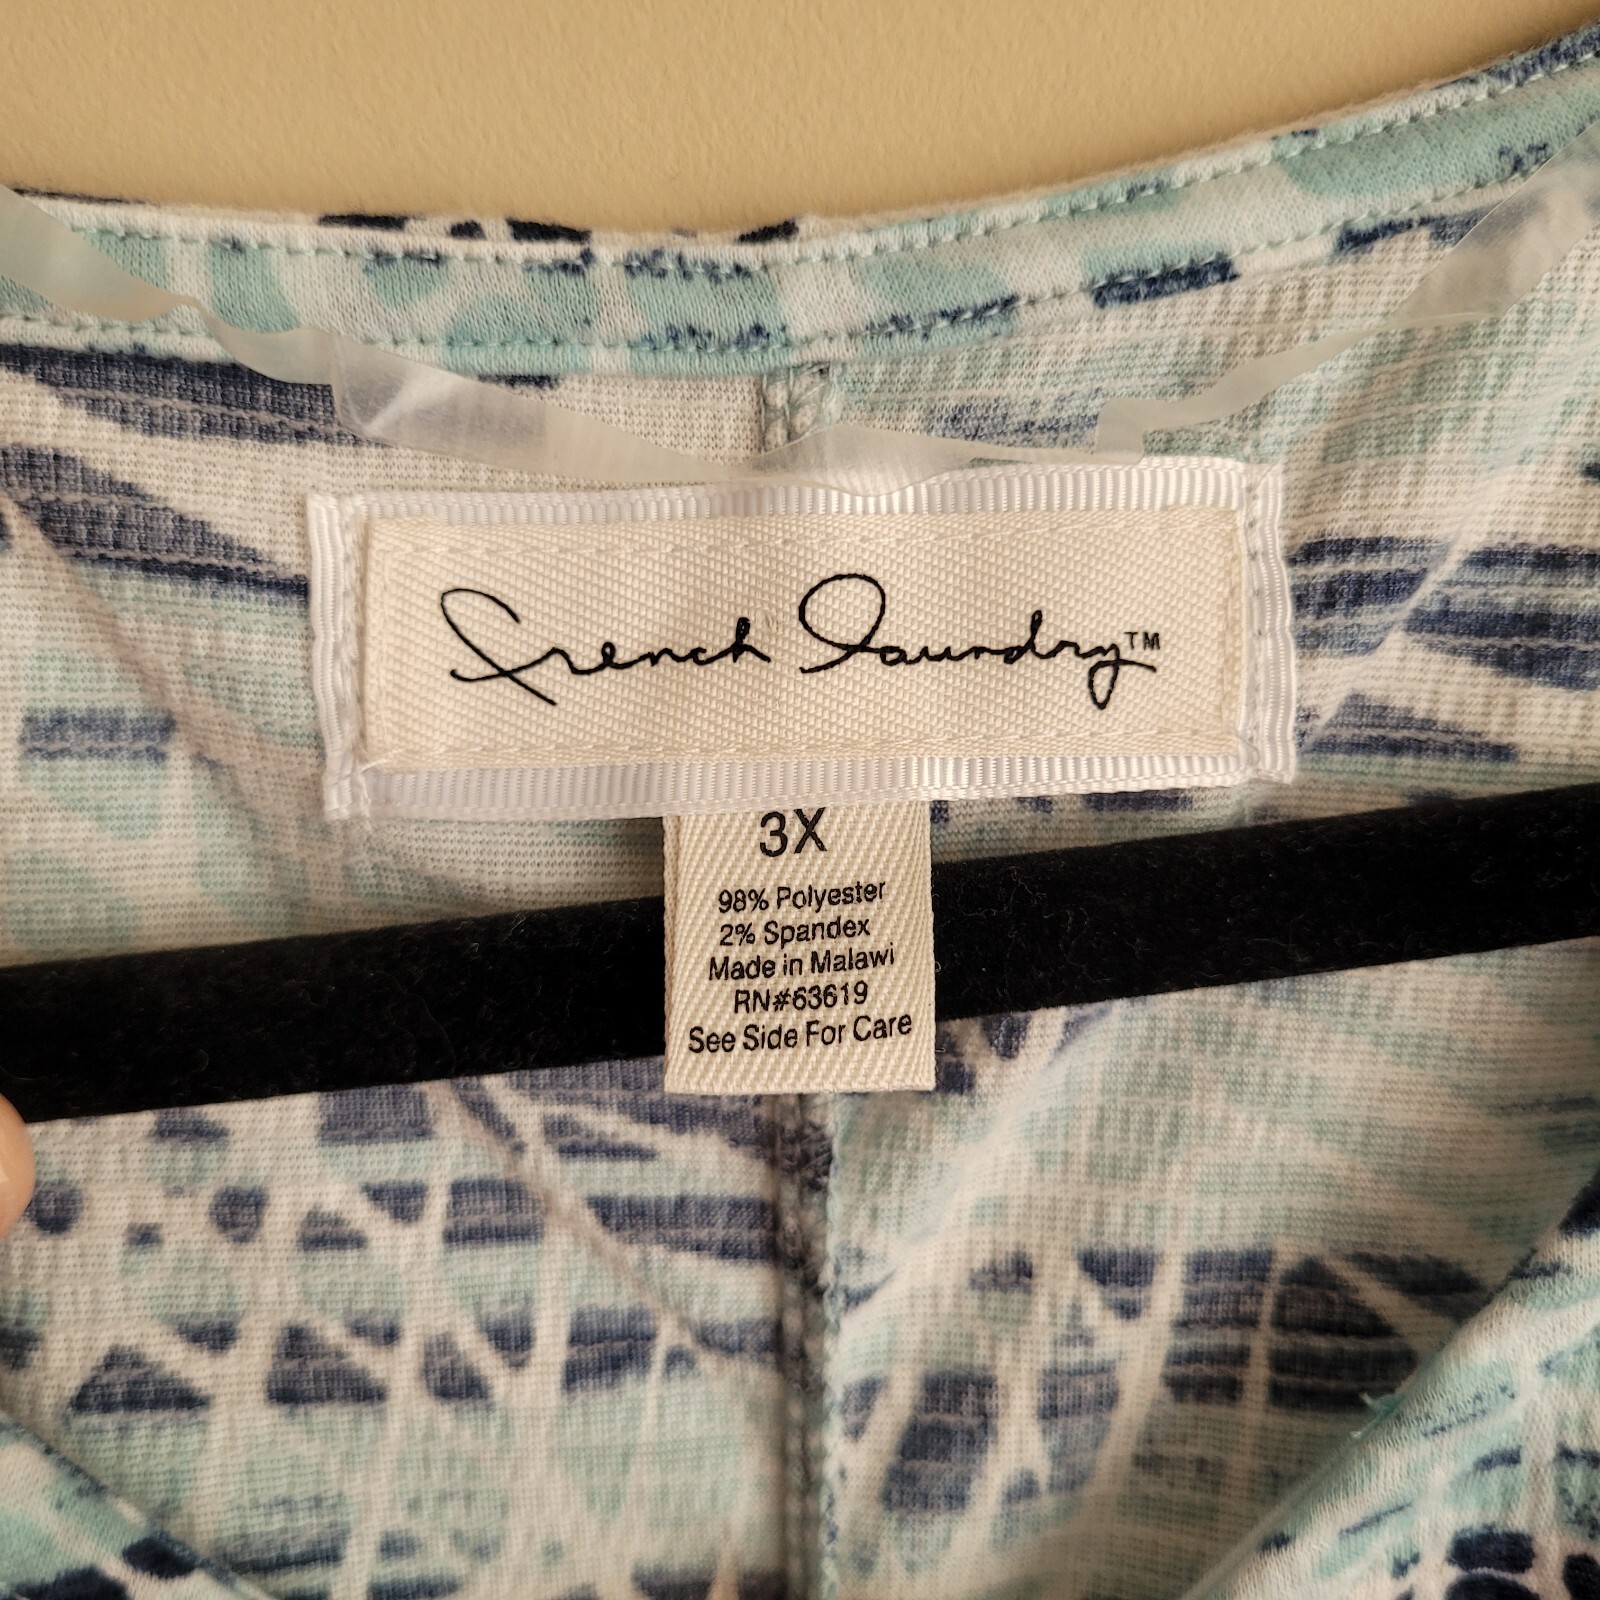 French Laundry™
3X
98% Polyester
2% Spandex
Made in Malawi
RN#63619
See Side For Care